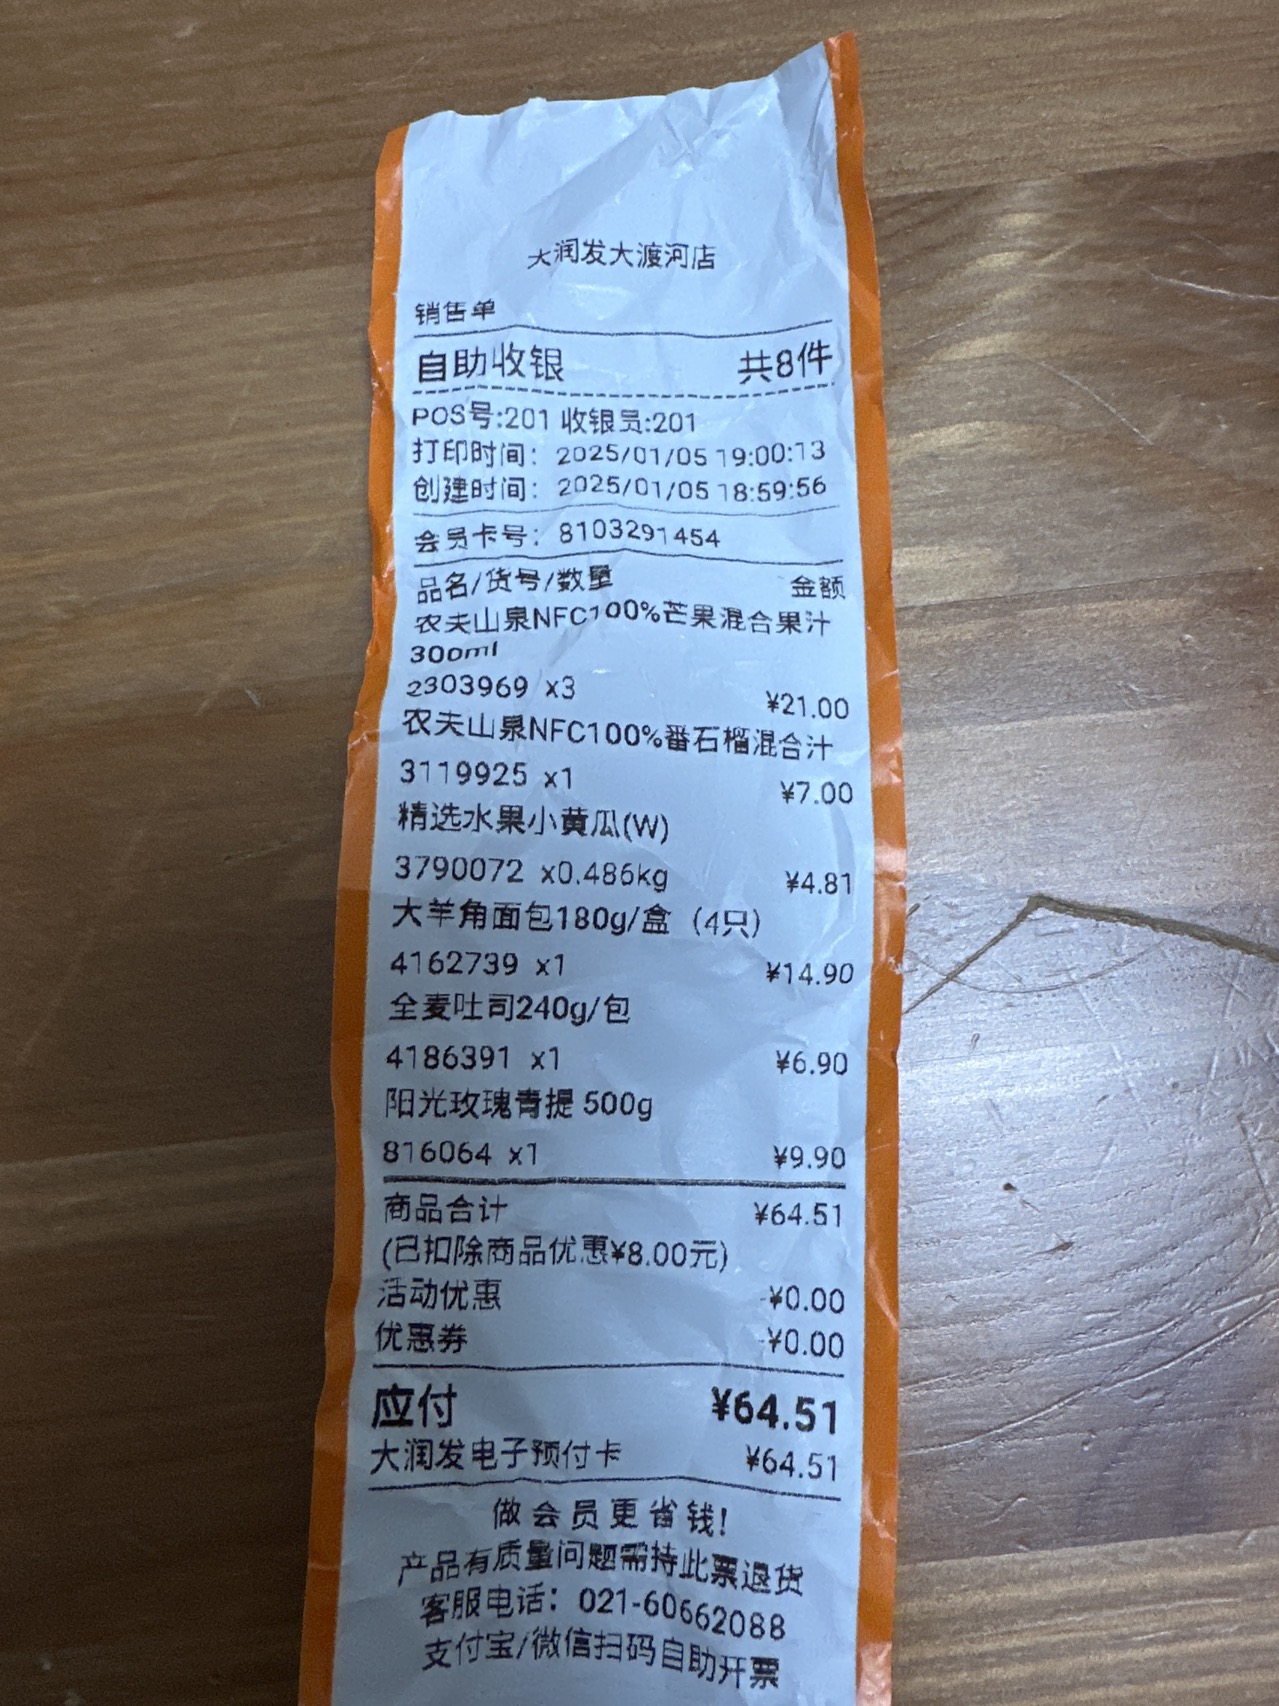 大润发大渡河店
销售单
自助收银 共8件
POS号:201 收银员:201
打印时间: 2025/01/05 19:00:13
创建时间: 2025/01/05 18:59:56
会员卡号: 8103291454
品名/货号/数量 金额
农夫山泉NFC100%芒果混合果汁
300ml
2303969 x3 ¥21.00
农夫山泉NFC100%番石榴混合汁
3119925 x1 ¥7.00
精选水果小黄瓜(W)
3790072 x0.486kg ¥4.81
大羊角面包180g/盒 (4只)
4162739 x1 ¥14.90
全麦吐司240g/包
4186391 x1 ¥6.90
阳光玫瑰青提 500g
816064 x1 ¥9.90
商品合计 ¥64.51
(已扣除商品优惠¥8.00元)
活动优惠 -¥0.00
优惠券 -¥0.00
应付 ¥64.51
大润发电子预付卡 ¥64.51
做会员更省钱!
产品有质量问题需持此票退货
客服电话: 021-60662088
支付宝/微信扫码自助开票